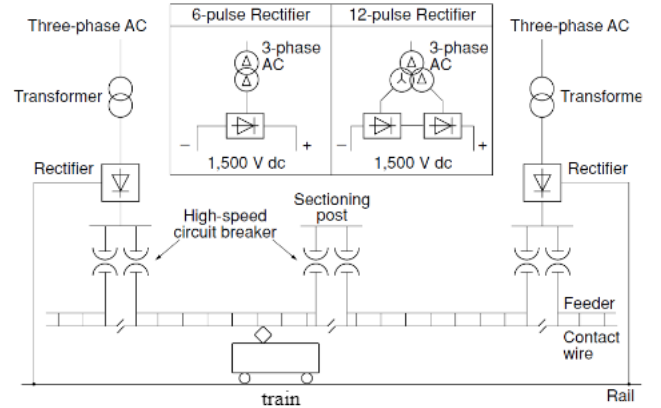 Three-phase AC
6-pulse Rectifier
12-pulse Rectifier
Three-phase AC
3-phase
AC
3-phase
AC
Transformer
Transforme
− +
1,500 V dc
− +
1,500 V dc
Rectifier
Rectifier
High-speed
circuit breaker
Sectioning
post
Feeder
Contact
wire
train
Rail